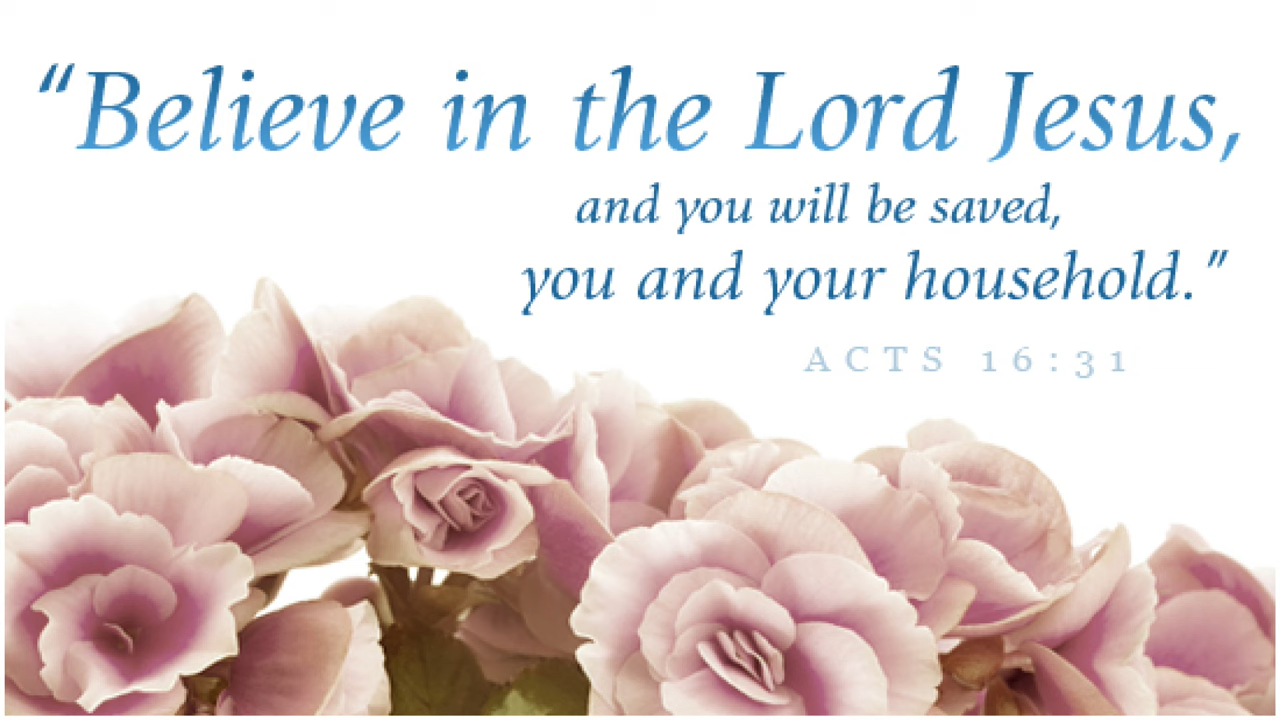 “Believe in the Lord Jesus,
and you will be saved,
you and your household.”
ACTS 16:31